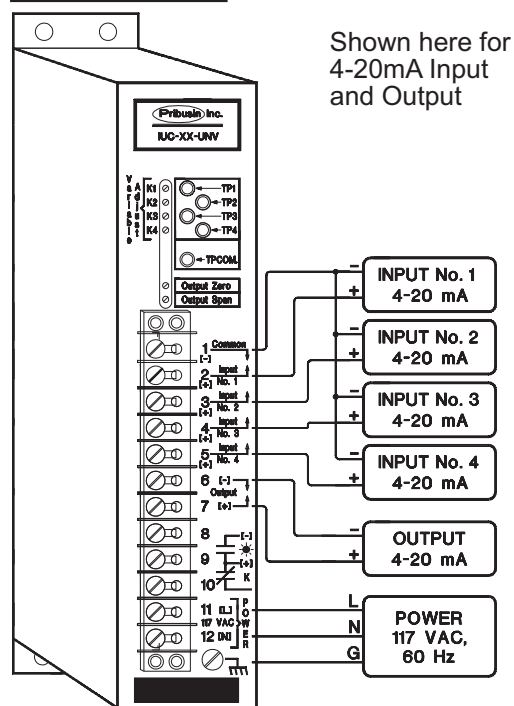 Shown here for
4-20mA Input
and Output
Pribusin Inc.
IUC-XX-UNV
Variable
Adjust
K1
K2
K3
K4
TP1
TP2
TP3
TP4
TPCOM.
Output Zero
Output Span
1 Common
[-]
2 Input
[+] No. 1
3 Input
[+] No. 2
4 Input
[+] No. 3
5 Input
[+] No. 4
6 [-]
Output
7 [+]
8 [-]
9 [+]
10 K
11 [L]
117 VAC
12 [N]
POWER
- INPUT No. 1
+ 4-20 mA
- INPUT No. 2
+ 4-20 mA
- INPUT No. 3
+ 4-20 mA
- INPUT No. 4
+ 4-20 mA
- OUTPUT
+ 4-20 mA
L
N
G
POWER
117 VAC,
60 Hz